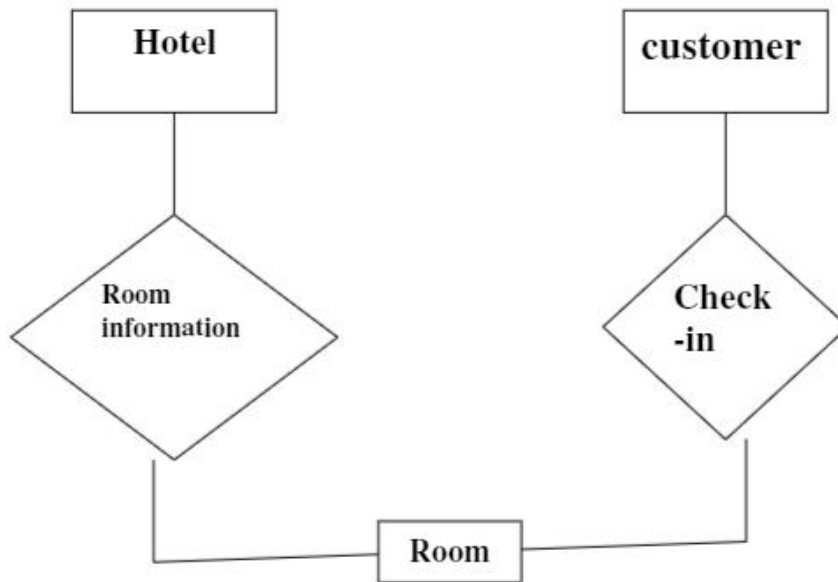 Hotel
customer
Room
information
Check
-in
Room